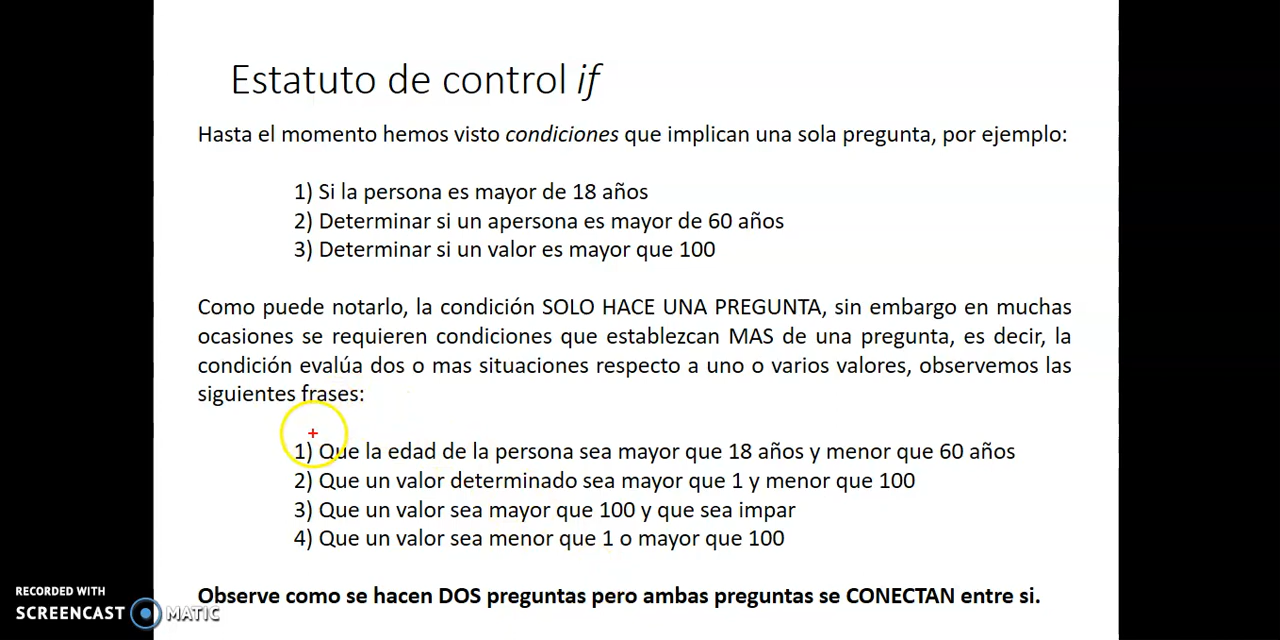 Estatuto de control if
Hasta el momento hemos visto condiciones que implican una sola pregunta, por ejemplo:
1) Si la persona es mayor de 18 años
2) Determinar si un apersona es mayor de 60 años
3) Determinar si un valor es mayor que 100
Como puede notarlo, la condición SOLO HACE UNA PREGUNTA, sin embargo en muchas
ocasiones se requieren condiciones que establezcan MAS de una pregunta, es decir, la
condición evalúa dos o mas situaciones respecto a uno o varios valores, observemos las
siguientes frases:
1) Que la edad de la persona sea mayor que 18 años y menor que 60 años
2) Que un valor determinado sea mayor que 1 y menor que 100
3) Que un valor sea mayor que 100 y que sea impar
4) Que un valor sea menor que 1 o mayor que 100
Observe como se hacen DOS preguntas pero ambas preguntas se CONECTAN entre si.
RECORDED WITH
SCREENCAST MATIC